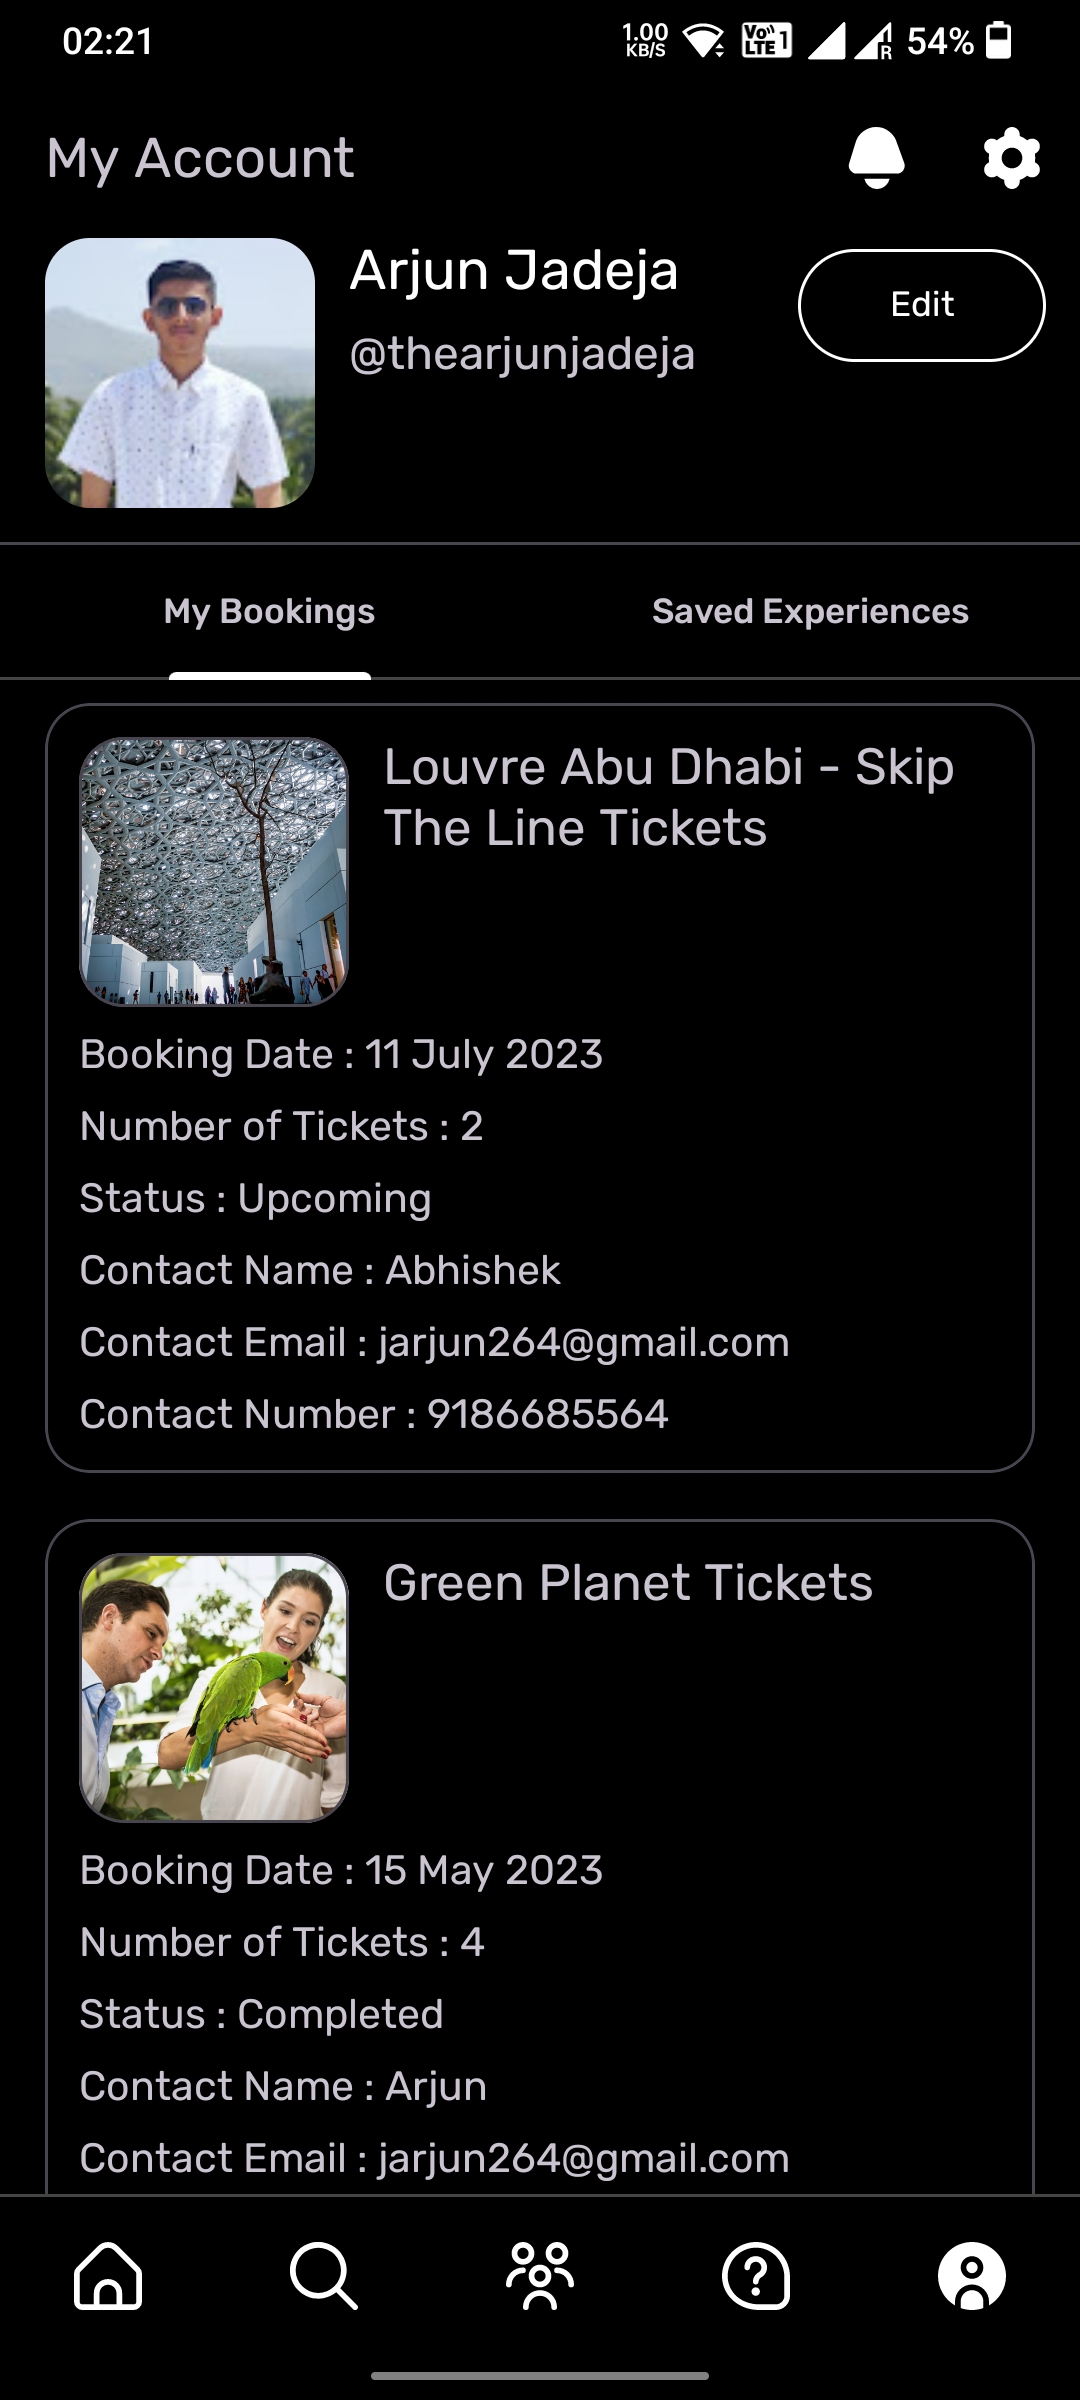 02:21
1.00
KB/S
Vo))
LTE 1
R
54%
My Account
Arjun Jadeja
@thearjunjadeja
Edit
My Bookings
Saved Experiences
Louvre Abu Dhabi - Skip
The Line Tickets
Booking Date : 11 July 2023
Number of Tickets : 2
Status : Upcoming
Contact Name : Abhishek
Contact Email : jarjun264@gmail.com
Contact Number : 9186685564
Green Planet Tickets
Booking Date : 15 May 2023
Number of Tickets : 4
Status : Completed
Contact Name : Arjun
Contact Email : jarjun264@gmail.com